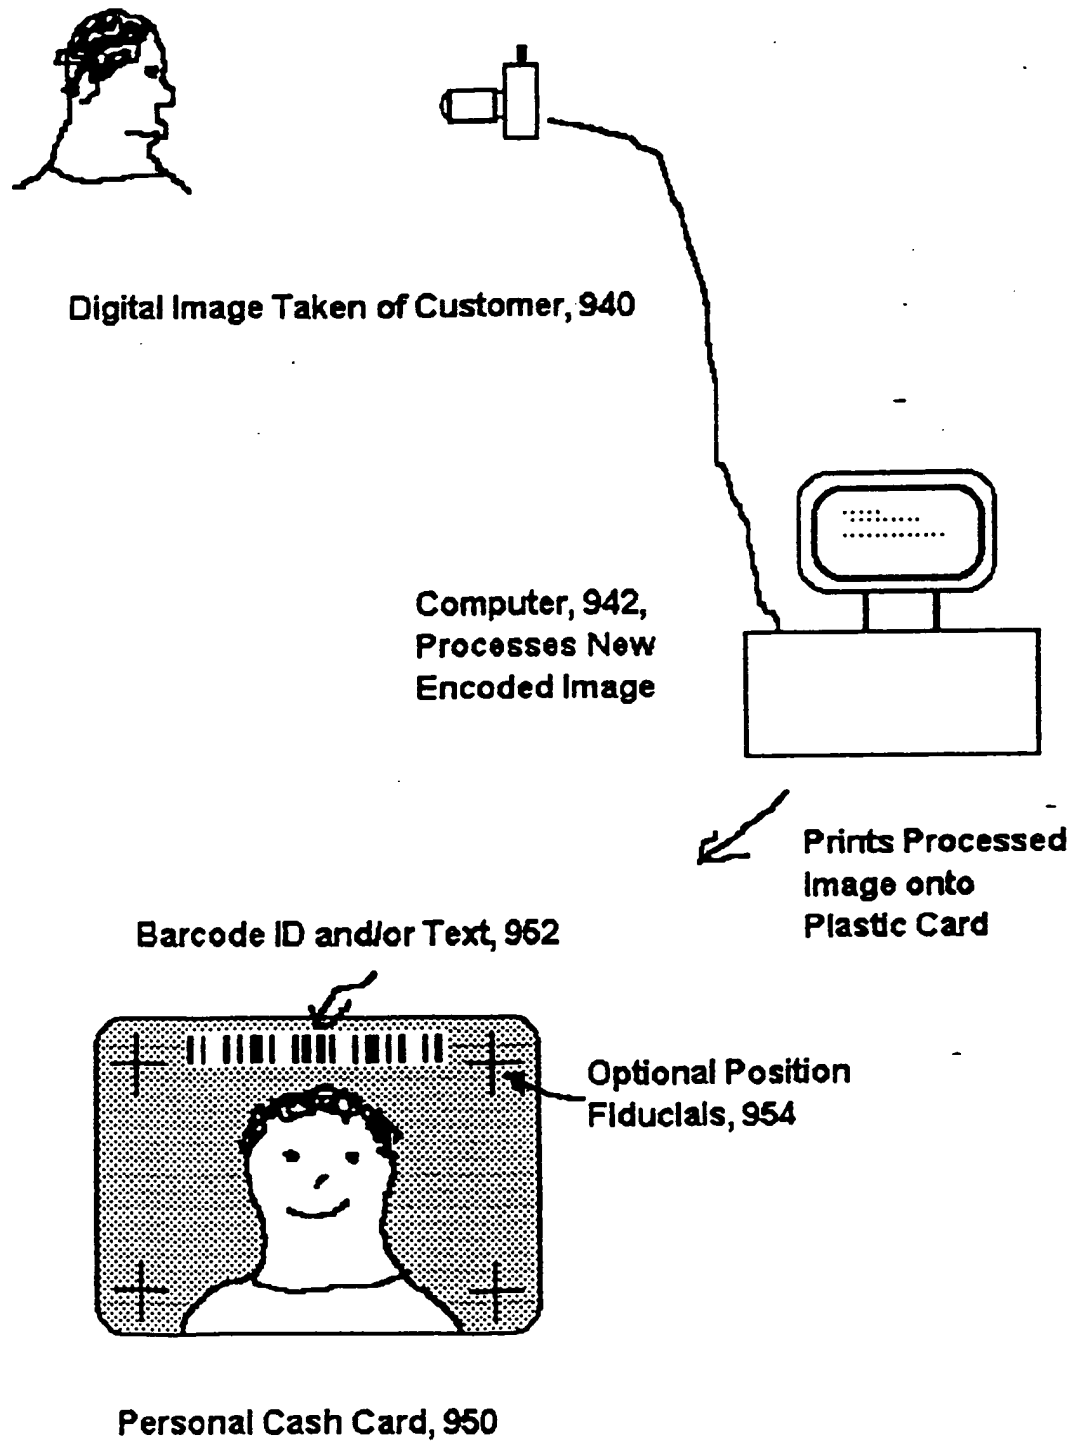 Digital Image Taken of Customer, 940
Computer, 942,
Processes New
Encoded Image
Prints Processed
Image onto
Plastic Card
Barcode ID and/or Text, 952
Optional Position
Fiducials, 954
Personal Cash Card, 950